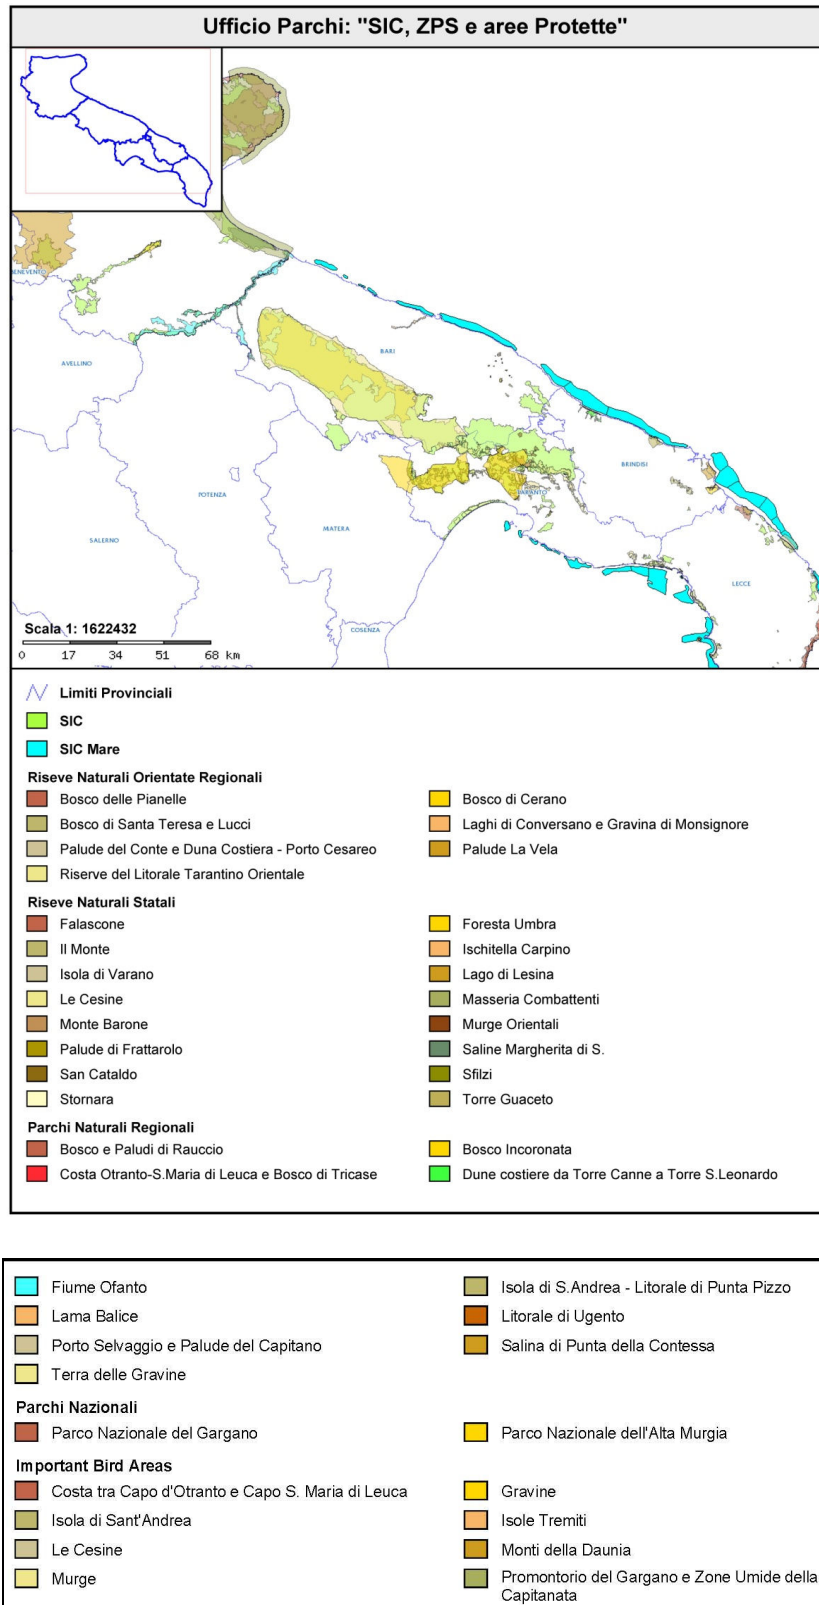 Ufficio Parchi: "SIC, ZPS e aree Protette"
BENEVENTO
AVELLINO
BARI
BRINDISI
POTENZA
TARANTO
MATERA
SALERNO
LECCE
COSENZA
Scala 1: 1622432
0 17 34 51 68 km
Limiti Provinciali
SIC
SIC Mare
Riseve Naturali Orientate Regionali
Bosco delle Pianelle
Bosco di Cerano
Bosco di Santa Teresa e Lucci
Laghi di Conversano e Gravina di Monsignore
Palude del Conte e Duna Costiera - Porto Cesareo
Palude La Vela
Riserve del Litorale Tarantino Orientale
Riseve Naturali Statali
Falascone
Foresta Umbra
Il Monte
Ischitella Carpino
Isola di Varano
Lago di Lesina
Le Cesine
Masseria Combattenti
Monte Barone
Murge Orientali
Palude di Frattarolo
Saline Margherita di S.
San Cataldo
Sfilzi
Stornara
Torre Guaceto
Parchi Naturali Regionali
Bosco e Paludi di Rauccio
Bosco Incoronata
Costa Otranto-S.Maria di Leuca e Bosco di Tricase
Dune costiere da Torre Canne a Torre S.Leonardo
Fiume Ofanto
Isola di S.Andrea - Litorale di Punta Pizzo
Lama Balice
Litorale di Ugento
Porto Selvaggio e Palude del Capitano
Salina di Punta della Contessa
Terra delle Gravine
Parchi Nazionali
Parco Nazionale del Gargano
Parco Nazionale dell'Alta Murgia
Important Bird Areas
Costa tra Capo d'Otranto e Capo S. Maria di Leuca
Gravine
Isola di Sant'Andrea
Isole Tremiti
Le Cesine
Monti della Daunia
Murge
Promontorio del Gargano e Zone Umide della
Capitanata